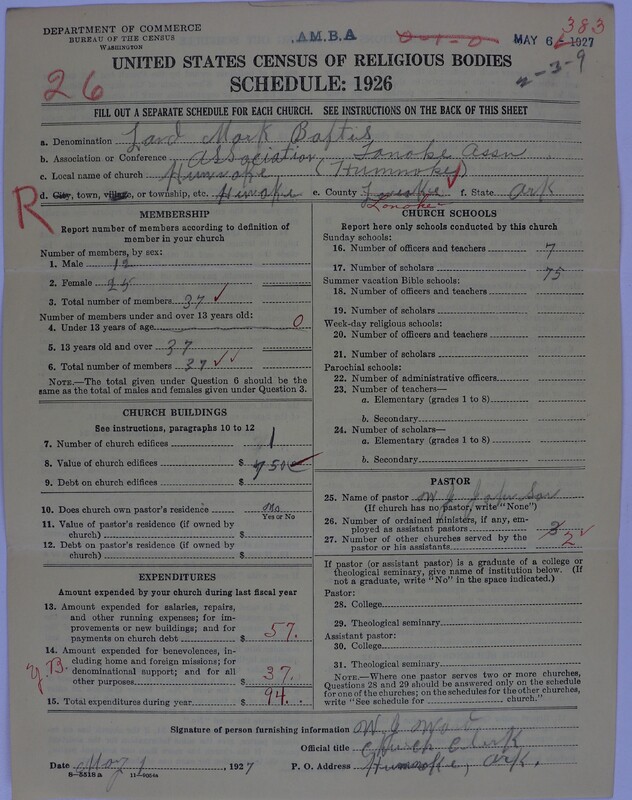 DEPARTMENT OF COMMERCE
BUREAU OF THE CENSUS
WASHINGTON
A.M.B.A
MAY 6 1927
383
26
2-3-9
UNITED STATES CENSUS OF RELIGIOUS BODIES
SCHEDULE: 1926
FILL OUT A SEPARATE SCHEDULE FOR EACH CHURCH. SEE INSTRUCTIONS ON THE BACK OF THIS SHEET
a. Denomination Land Mark Baptis
b. Association or Conference Association, Lonoke Assn
c. Local name of church Humnoke (Humnoke)
R
d. City, town, village, or township, etc. Humnoke e. County Lonoke f. State Ark
Lonoke
MEMBERSHIP
Report number of members according to definition of member in your church
Number of members, by sex:
1. Male 12
2. Female 25
3. Total number of members 37
Number of members under and over 13 years old:
4. Under 13 years of age 0
5. 13 years old and over 37
6. Total number of members 37
NOTE.—The total given under Question 6 should be the same as the total of males and females given under Question 3.
CHURCH BUILDINGS
See instructions, paragraphs 10 to 12
7. Number of church edifices 1
8. Value of church edifices $ 750
9. Debt on church edifices $
10. Does church own pastor's residence No
Yes or No
11. Value of pastor's residence (if owned by church) $
12. Debt on pastor's residence (if owned by church) $
EXPENDITURES
Amount expended by your church during last fiscal year
13. Amount expended for salaries, repairs, and other running expenses; for improvements or new buildings; and for payments on church debt $ 57.
14. Amount expended for benevolences, including home and foreign missions; for denominational support; and for all other purposes $ 37.
Y.B.
15. Total expenditures during year $ 94.
CHURCH SCHOOLS
Report here only schools conducted by this church
Sunday schools:
16. Number of officers and teachers 7
17. Number of scholars 75
Summer vacation Bible schools:
18. Number of officers and teachers
19. Number of scholars
Week-day religious schools:
20. Number of officers and teachers
21. Number of scholars
Parochial schools:
22. Number of administrative officers
23. Number of teachers—
a. Elementary (grades 1 to 8)
b. Secondary
24. Number of scholars—
a. Elementary (grades 1 to 8)
b. Secondary
PASTOR
25. Name of pastor W J
(If church has no pastor, write "None")
26. Number of ordained ministers, if any, employed as assistant pastors
27. Number of other churches served by the pastor or his assistants 2
If pastor (or assistant pastor) is a graduate of a college or theological seminary, give name of institution below. (If not a graduate, write "No" in the space indicated.)
Pastor:
28. College
29. Theological seminary
Assistant pastor:
30. College
31. Theological seminary
NOTE.—Where one pastor serves two or more churches, Questions 28 and 29 should be answered only on the schedule for one of the churches; on the schedules for the other churches, write "See schedule for church."
Signature of person furnishing information W J
Official title Church Clerk
Date May 1, 1927 P. O. Address Humnoke, Ark.
6-5518a